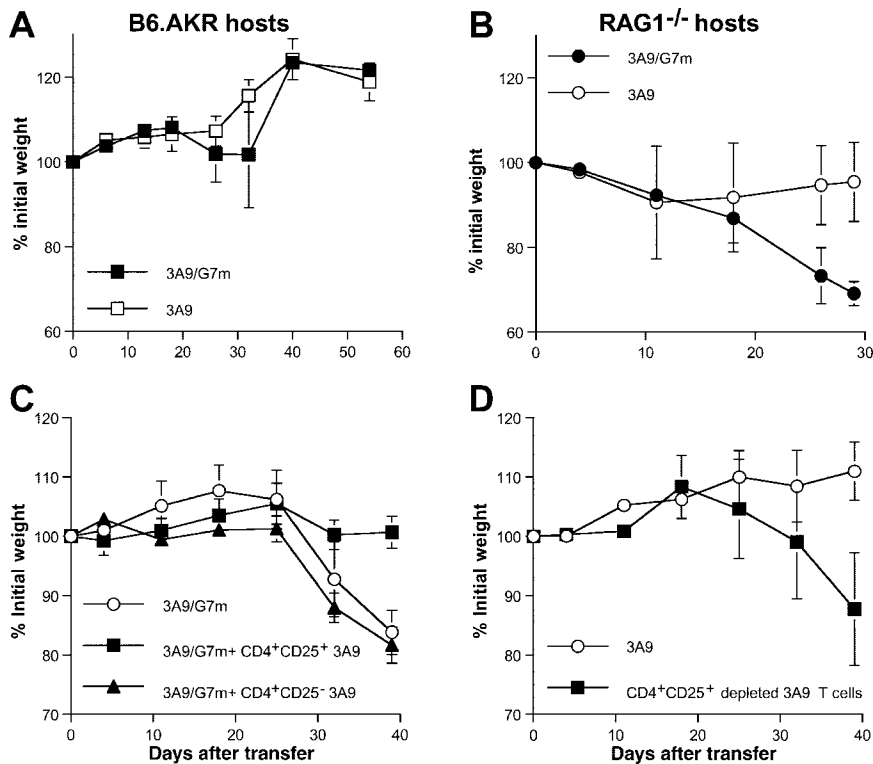 A
B6.AKR hosts
120
100
80
60
% initial weight
3A9/G7m
3A9
0 10 20 30 40 50 60
B
RAG1-/- hosts
3A9/G7m
3A9
120
100
80
60
% initial weight
0 10 20 30
C
120
110
100
90
80
70
% Initial weight
3A9/G7m
3A9/G7m+ CD4+CD25+ 3A9
3A9/G7m+ CD4+CD25- 3A9
0 10 20 30 40
Days after transfer
D
120
110
100
90
80
70
% Initial weight
3A9
CD4+CD25+ depleted 3A9 T cells
0 10 20 30 40
Days after transfer